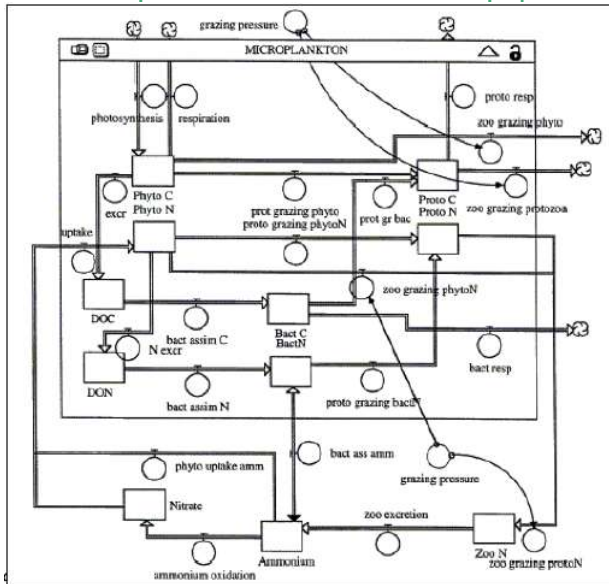 grazing pressure
MICROPLANKTON
photosynthesis
respiration
proto resp
zoo grazing phyto
Phyto C
Phyto N
excr
prot grazing phyto
proto grazing phytoN
prot gr bac
Proto C
Proto N
zoo grazing protozoa
uptake
DOC
bact assim C
Bact C
BactN
zoo grazing phytoN
N excr
bact resp
DON
bact assim N
proto grazing bactN
phyto uptake amm
bact ass amm
grazing pressure
Nitrate
zoo excretion
Ammonium
Zoo N
zoo grazing protoN
ammonium oxidation